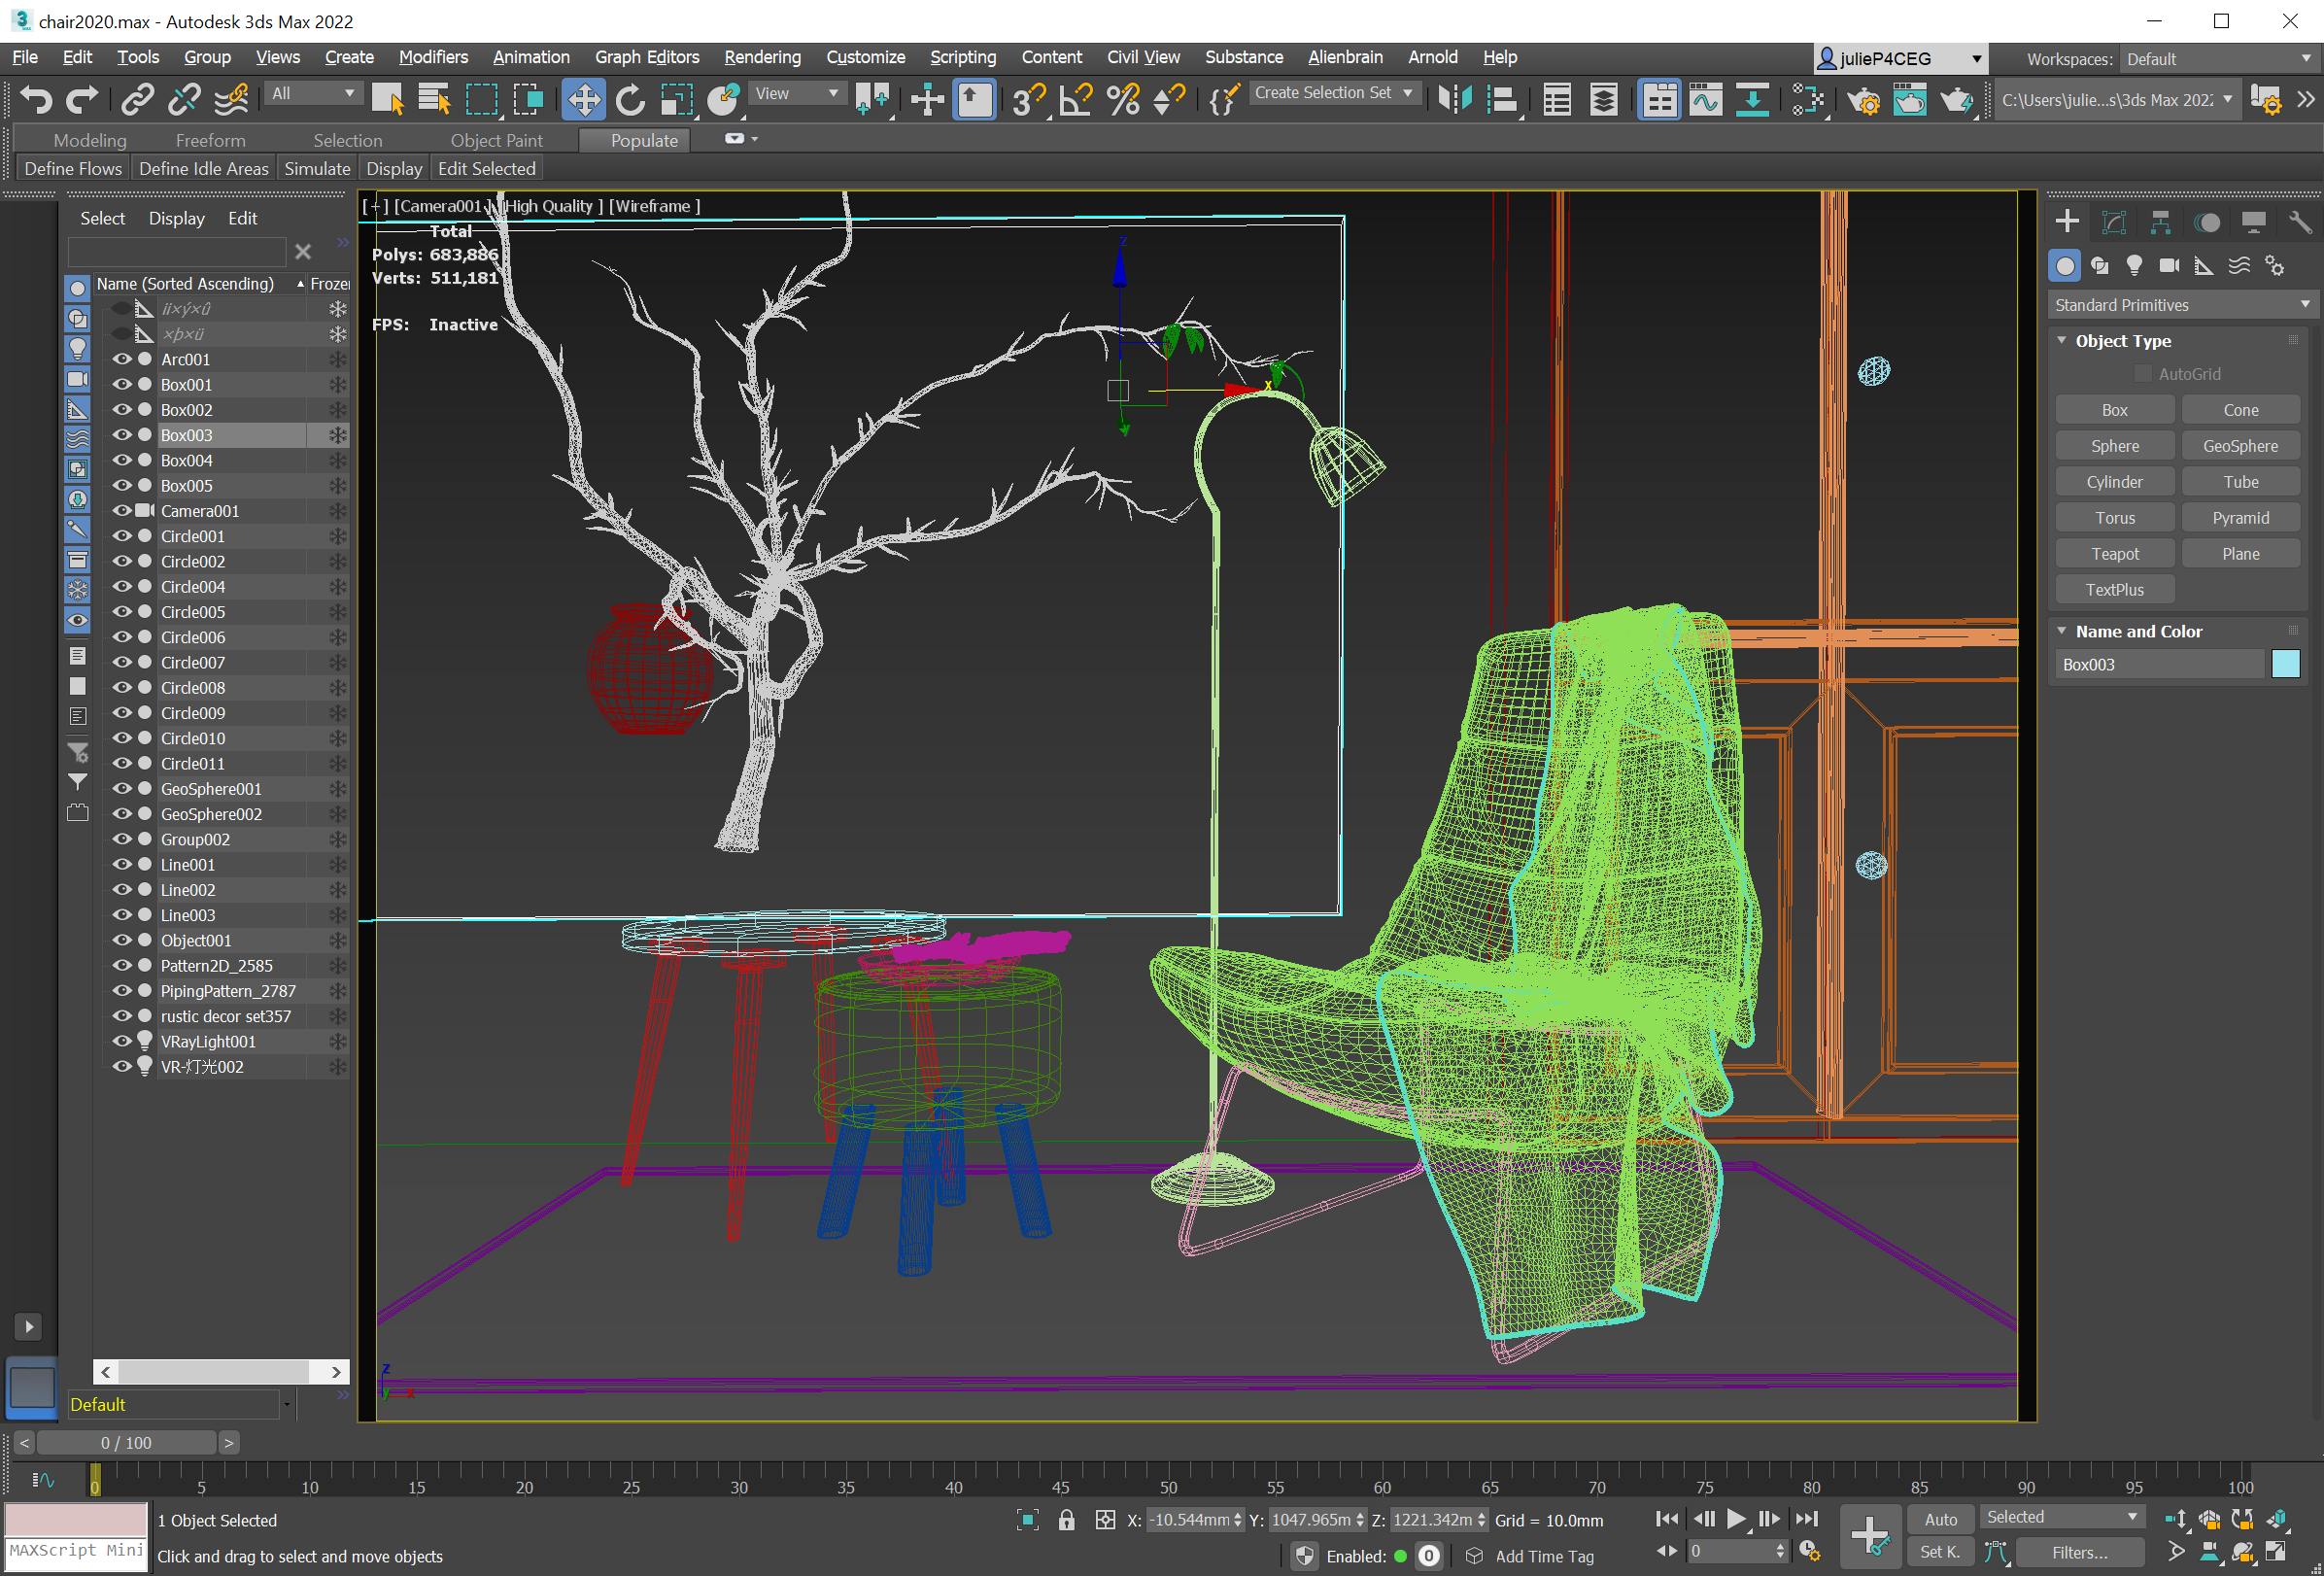 chair2020.max - Autodesk 3ds Max 2022
File Edit Tools Group Views Create Modifiers Animation Graph Editors Rendering Customize Scripting Content Civil View Substance Alienbrain Arnold Help julieP4CEG Workspaces: Default
All View Create Selection Set C:\Users\julie...s\3ds Max 202
Modeling Freeform Selection Object Paint Populate
Define Flows Define Idle Areas Simulate Display Edit Selected
Select Display Edit
Name (Sorted Ascending) Frozen
íí×ý×û
×þ×ü
Arc001
Box001
Box002
Box003
Box004
Box005
Camera001
Circle001
Circle002
Circle004
Circle005
Circle006
Circle007
Circle008
Circle009
Circle010
Circle011
GeoSphere001
GeoSphere002
Group002
Line001
Line002
Line003
Object001
Pattern2D_2585
PipingPattern_2787
rustic decor set357
VRayLight001
VR-灯光002
Default
[ + ] [Camera001 ] [High Quality ] [Wireframe ]
Total
Polys: 683,886
Verts: 511,181
FPS: Inactive
z
x
y
z
y x
Standard Primitives
Object Type
AutoGrid
Box Cone
Sphere GeoSphere
Cylinder Tube
Torus Pyramid
Teapot Plane
TextPlus
Name and Color
Box003
< 0 / 100 >
0 5 10 15 20 25 30 35 40 45 50 55 60 65 70 75 80 85 90 95 100
1 Object Selected X: -10.544mm Y: 1047.965m Z: 1221.342m Grid = 10.0mm Auto Selected
MAXScript Mini Click and drag to select and move objects Enabled: 0 Add Time Tag 0 Set K. Filters...